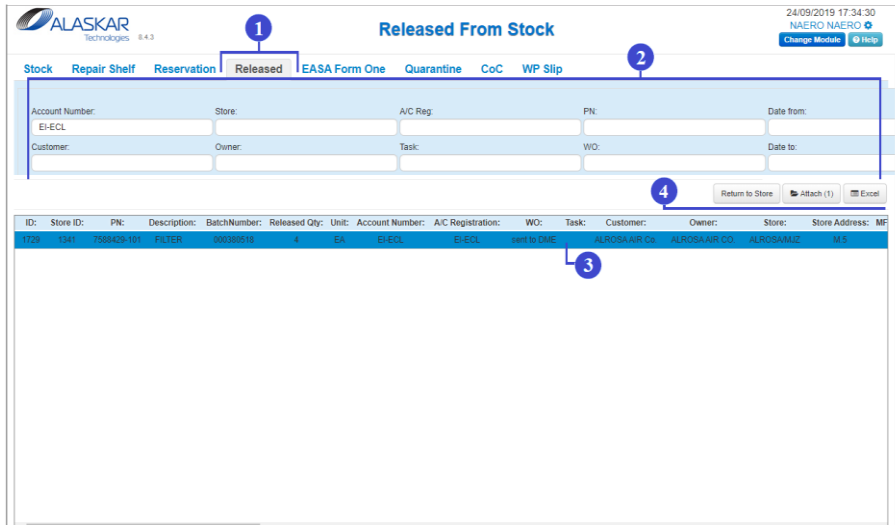 ALASKAR
Technologies 8.4.3
Released From Stock
24/09/2019 17:34:30
NAERO NAERO
Change Module Help
1
2
Stock Repair Shelf Reservation Released EASA Form One Quarantine CoC WP Slip
Account Number: Store: A/C Reg: PN: Date from:
EI-ECL
Customer: Owner: Task: WO: Date to:
4
Return to Store Attach (1) Excel
ID: Store ID: PN: Description: BatchNumber: Released Qty: Unit: Account Number: A/C Registration: WO: Task: Customer: Owner: Store: Store Address: MF
1729 1341 7588429-101 FILTER 000389518 4 EA EI-ECL EI-ECL sent to DME ALROSA AIR Co ALROSA AIR CO. ALROSA/MJZ M.5
3